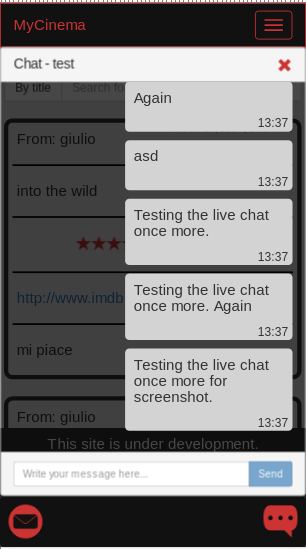 MyCinema
Chat - test
By title
Search fo
From: giulio
Again
13:37
into the wild
asd
13:37
Testing the live chat
once more.
13:37
http://www.imdb
Testing the live chat
once more. Again
13:37
mi piace
Testing the live chat
once more for
screenshot.
13:37
From: giulio
This site is under development.
Write your message here...
Send